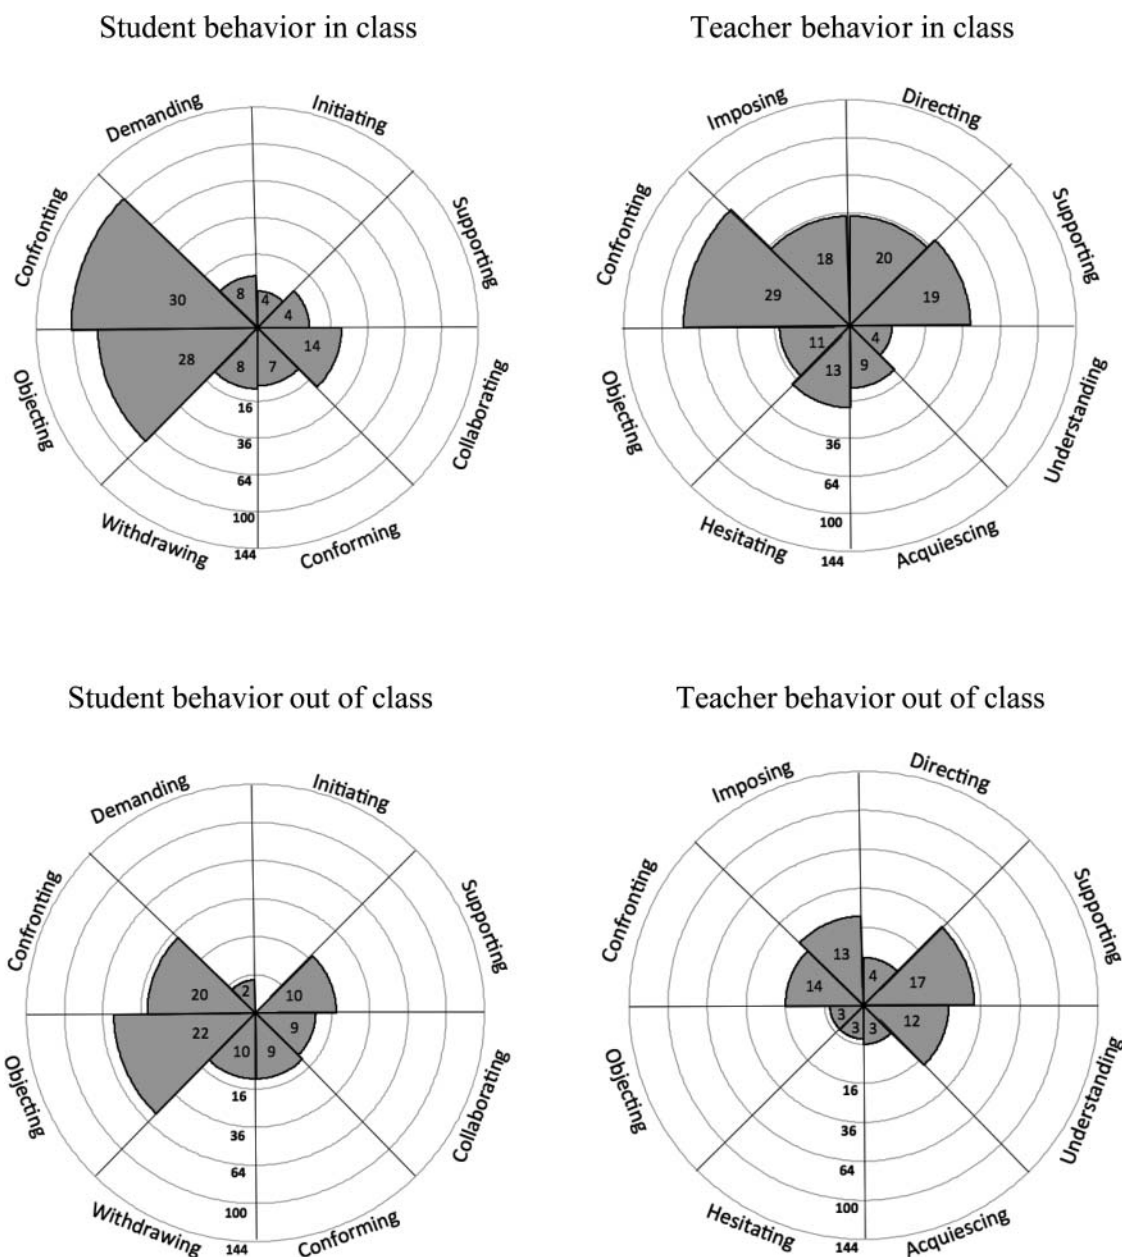 Student behavior in class
Demanding
Initiating
Confronting
Supporting
Objecting
Collaborating
Withdrawing
Conforming
30
8
4
4
28
8
7
14
16
36
64
100
144
Teacher behavior in class
Imposing
Directing
Confronting
Supporting
Objecting
Understanding
Hesitating
Acquiescing
29
18
20
19
11
13
9
4
36
64
100
144
Student behavior out of class
Demanding
Initiating
Confronting
Supporting
Objecting
Collaborating
Withdrawing
Conforming
20
2
10
22
10
9
9
16
36
64
100
144
Teacher behavior out of class
Imposing
Directing
Confronting
Supporting
Objecting
Understanding
Hesitating
Acquiescing
14
13
4
17
3
3
3
12
16
36
64
100
144